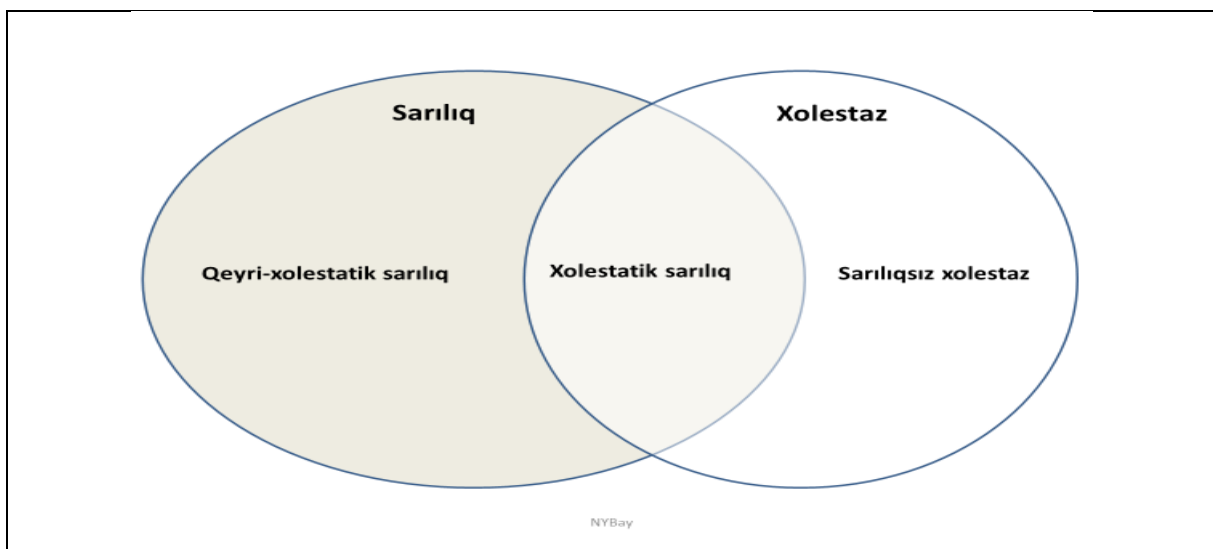 Sarılıq
Xolestaz
Qeyri-xolestatik sarılıq
Xolestatik sarılıq
Sarılıqsız xolestaz
NYBay